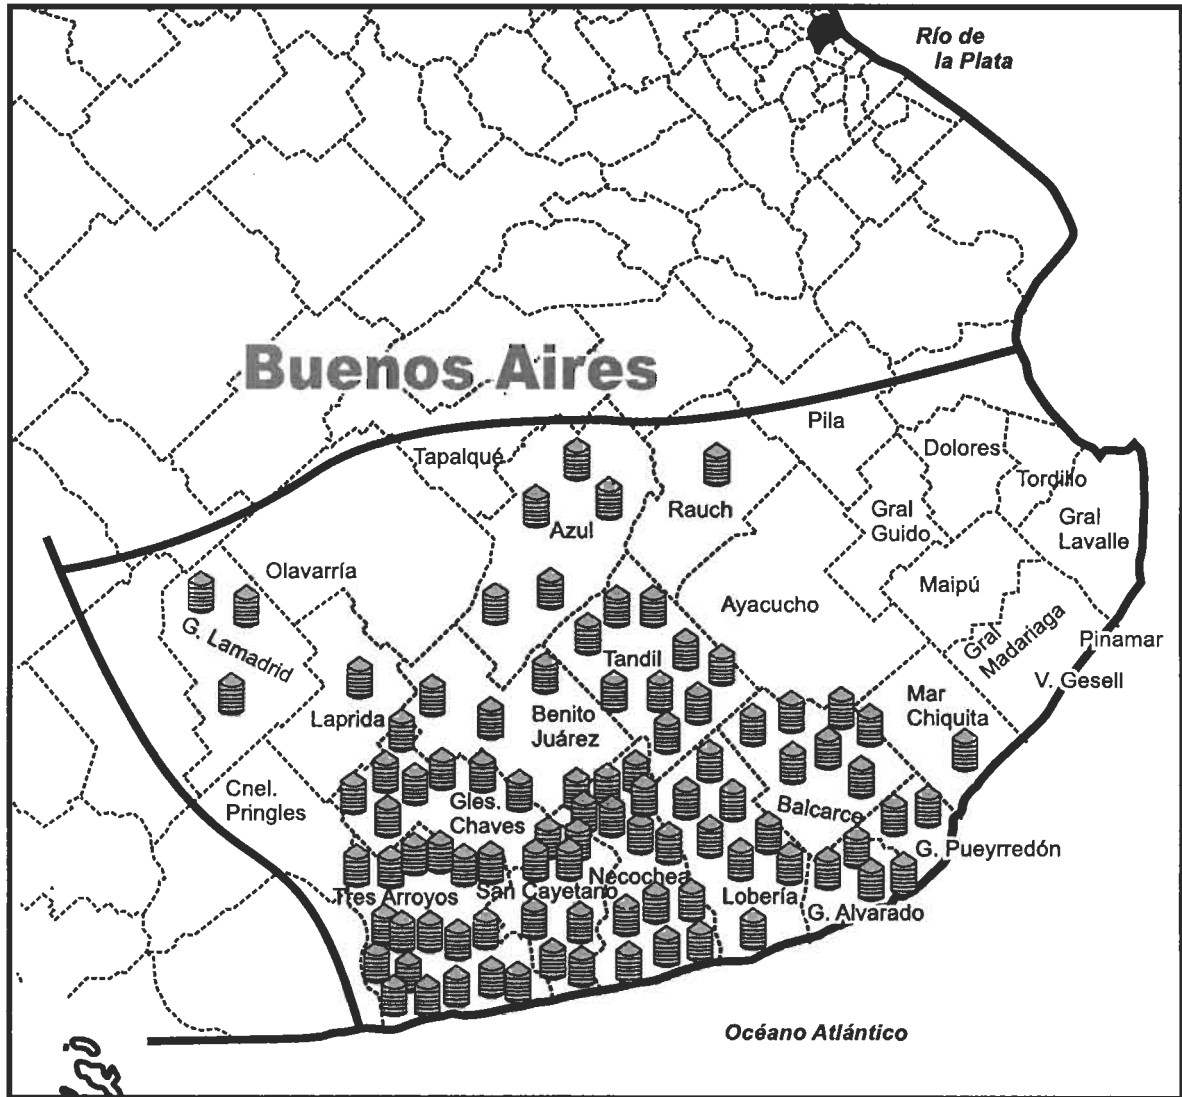 Río de
la Plata
Buenos Aires
Pila
Tapalqué
Dolores
Tordillo
Rauch
Gral
Guido
Gral
Lavalle
Azul
Olavarría
Maipú
Ayacucho
G. Lamadrid
Gral
Madariaga
Pinamar
Tandil
V. Gesell
Mar
Chiquita
Laprida
Benito
Juárez
Cnel.
Pringles
Gles.
Chaves
Balcarce
G. Pueyrredón
Necochea
Tres Arroyos
San Cayetano
Lobería
G. Alvarado
Océano Atlántico